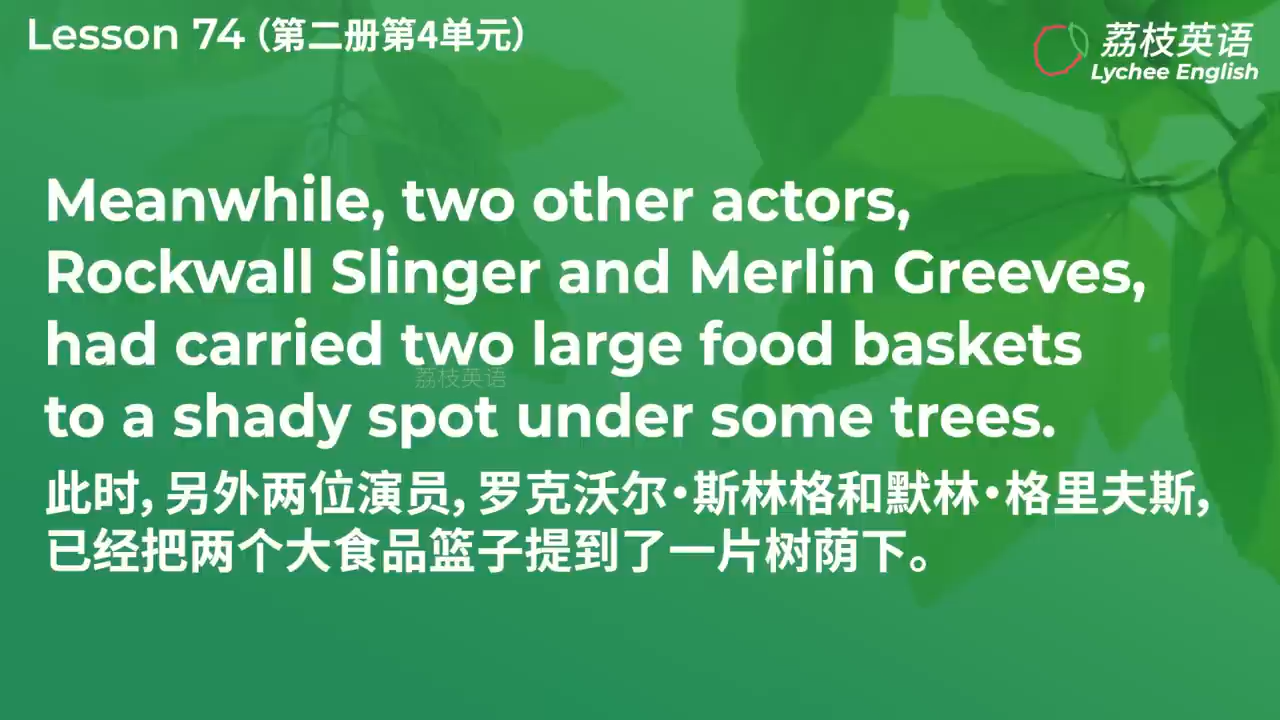 Lesson 74（第二册第4单元）
荔枝英语
Lychee English
Meanwhile, two other actors,
Rockwall Slinger and Merlin Greeves,
had carried two large food baskets
荔枝英语
to a shady spot under some trees.
此时, 另外两位演员, 罗克沃尔•斯林格和默林•格里夫斯,
已经把两个大食品篮子提到了一片树荫下。